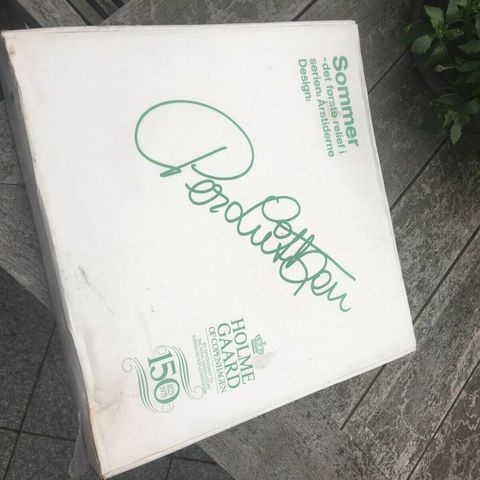 Sommer
-det første relief i
serien: Årstiderne
Design:
Per Lütken
HOLME
GAARD
OF COPENHAGEN
150